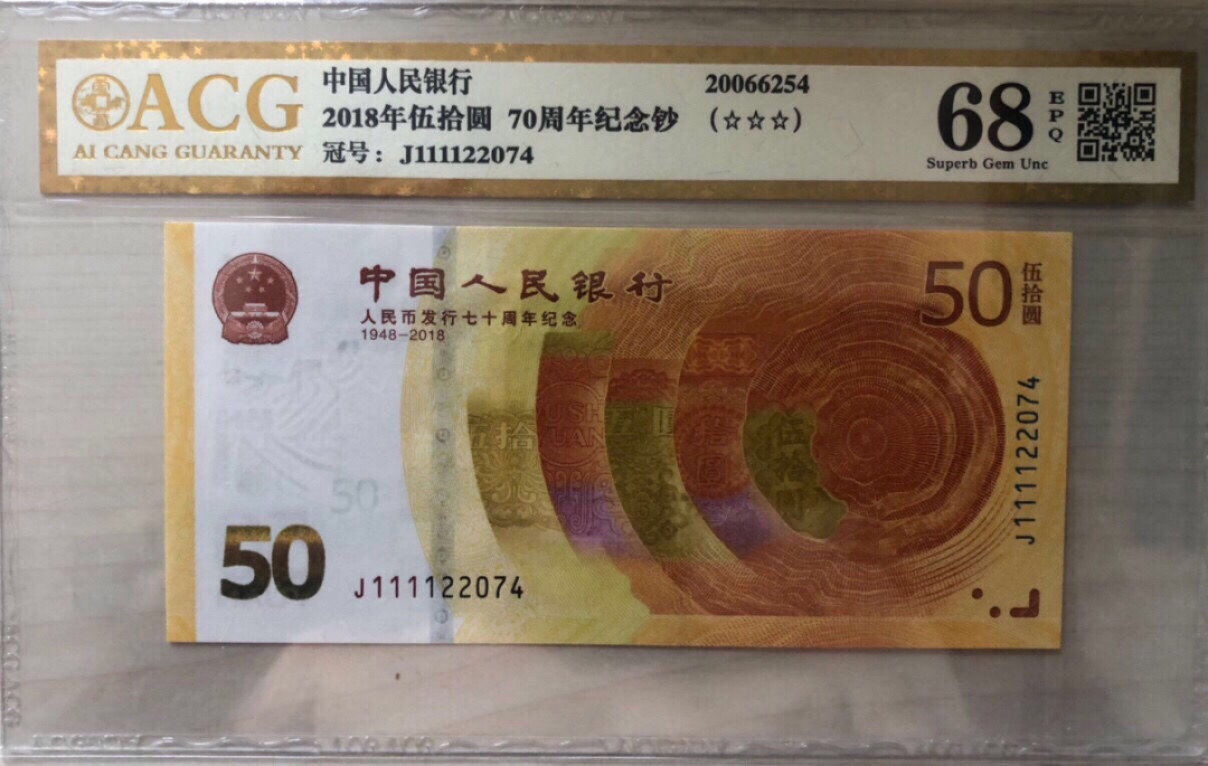 ACG
AI CANG GUARANTY
中国人民银行
2018年伍拾圆 70周年纪念钞
冠号：J111122074
20066254
(☆☆☆)
68
EPQ
Superb Gem Unc
中国人民银行
人民币发行七十周年纪念
1948-2018
50
伍拾圆
50
50
J111122074
J111122074